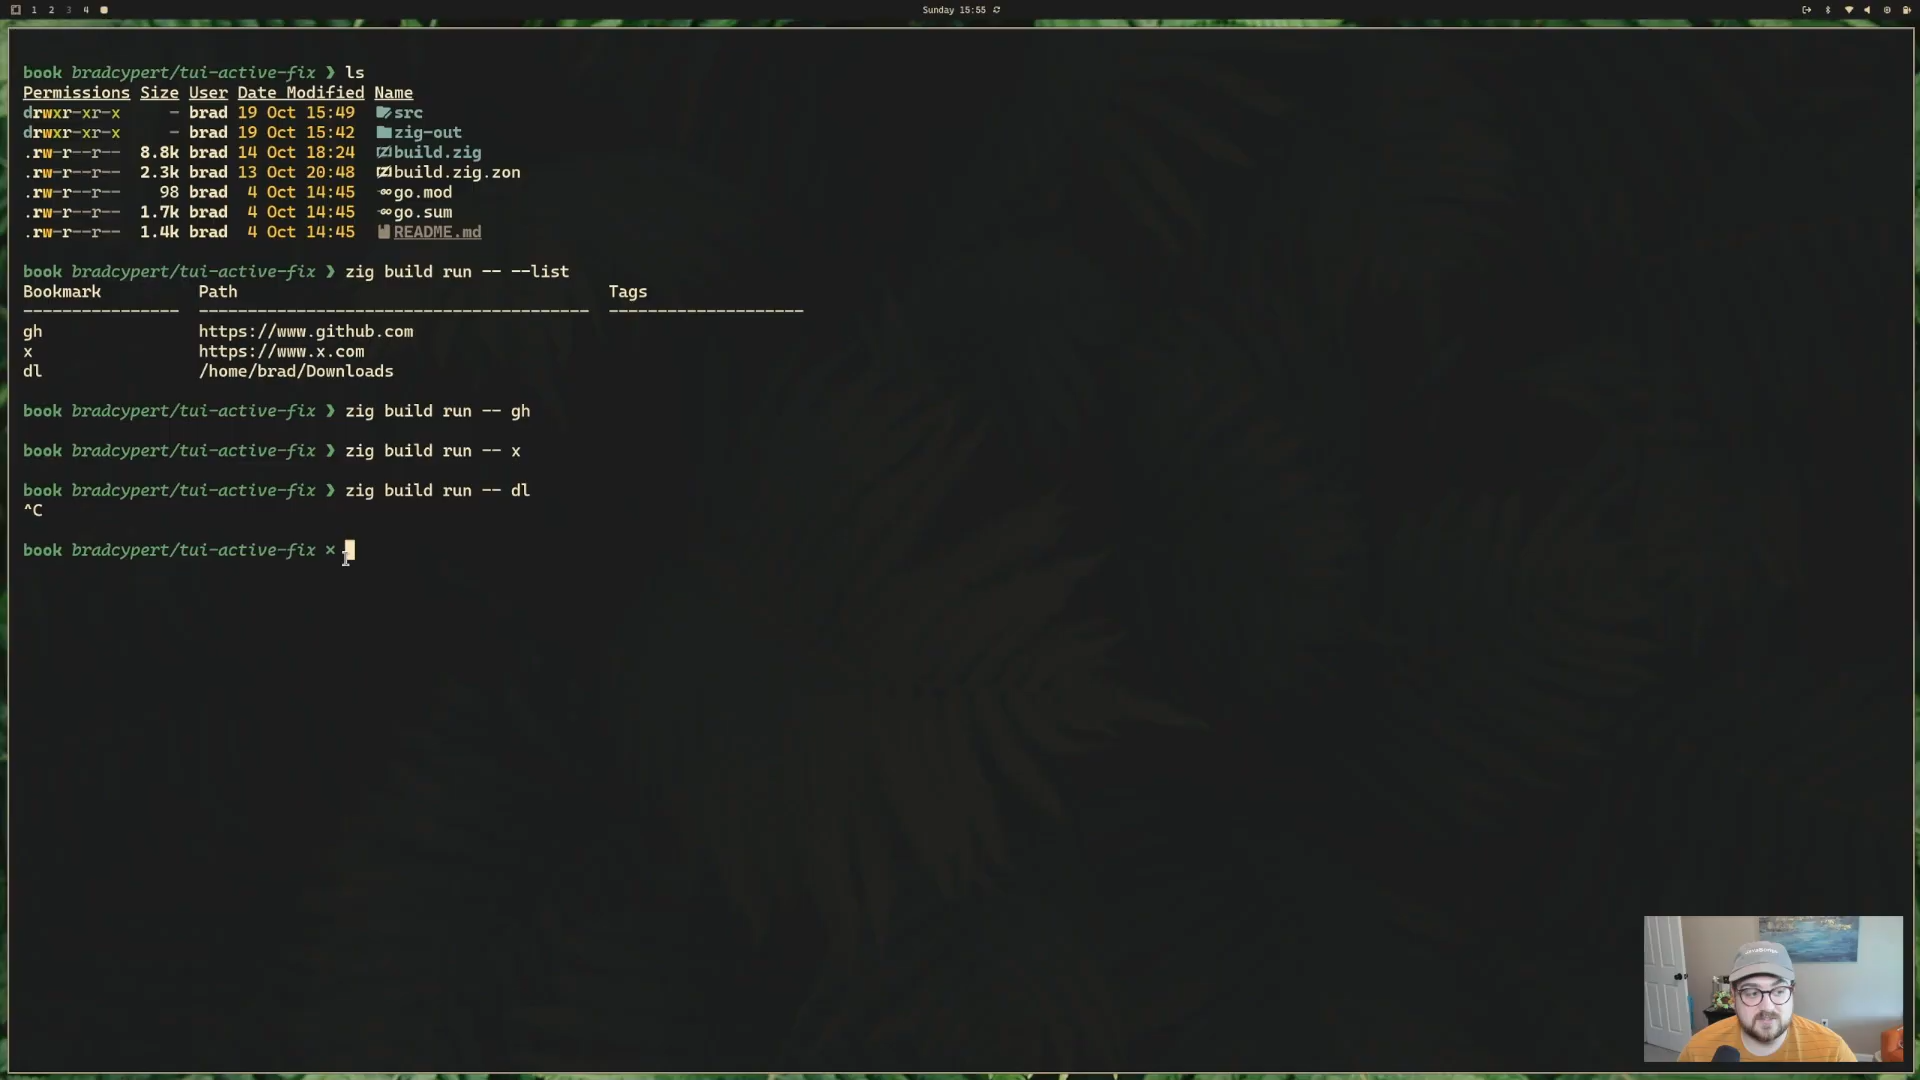 1 2 3 4
Sunday 15:55
book bradcypert/tui-active-fix ❯ ls
Permissions Size User Date Modified Name
drwxr-xr-x - brad 19 Oct 15:49 src
drwxr-xr-x - brad 19 Oct 15:42 zig-out
.rw-r--r-- 8.8k brad 14 Oct 18:24 build.zig
.rw-r--r-- 2.3k brad 13 Oct 20:48 build.zig.zon
.rw-r--r-- 98 brad 4 Oct 14:45 go.mod
.rw-r--r-- 1.7k brad 4 Oct 14:45 go.sum
.rw-r--r-- 1.4k brad 4 Oct 14:45 README.md
book bradcypert/tui-active-fix ❯ zig build run -- --list
Bookmark Path Tags
---------------- ---------------------------------------- --------------------
gh https://www.github.com
x https://www.x.com
dl /home/brad/Downloads
book bradcypert/tui-active-fix ❯ zig build run -- gh
book bradcypert/tui-active-fix ❯ zig build run -- x
book bradcypert/tui-active-fix ❯ zig build run -- dl
^C
book bradcypert/tui-active-fix ×